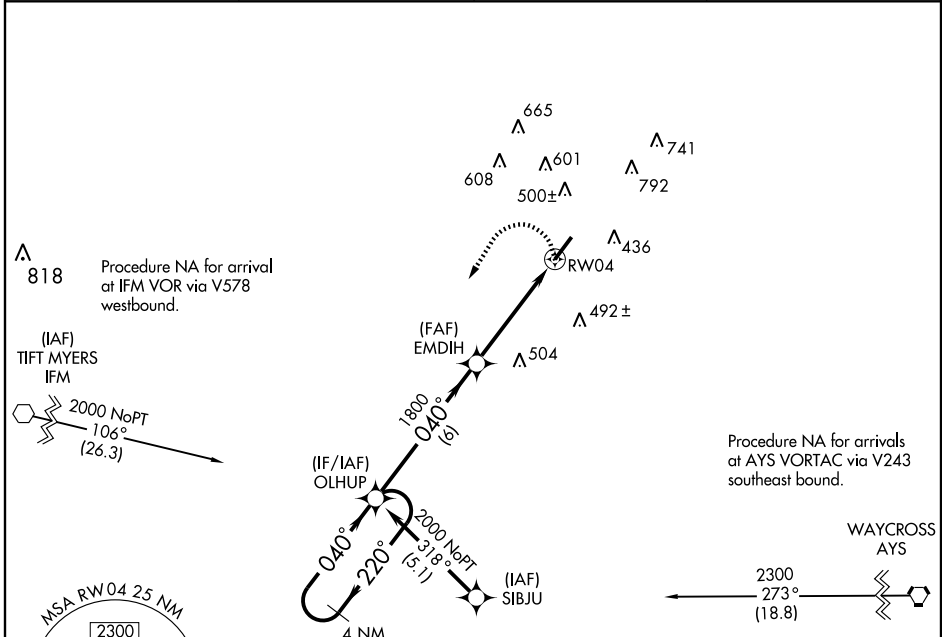 665
741
608
601
792
500±
436
RW04
818
Procedure NA for arrival
at IFM VOR via V578
westbound.
492 ±
(FAF)
EMDIH
504
(IAF)
TIFT MYERS
IFM
2000 NoPT
106°
(26.3)
1800
040°
(6)
Procedure NA for arrivals
at AYS VORTAC via V243
southeast bound.
(IF/IAF)
OLHUP
2000 NoPT
318°
(5.1)
040°
220°
(IAF)
SIBJU
WAYCROSS
AYS
2300
273°
(18.8)
MSA RW04 25 NM
2300
4 NM